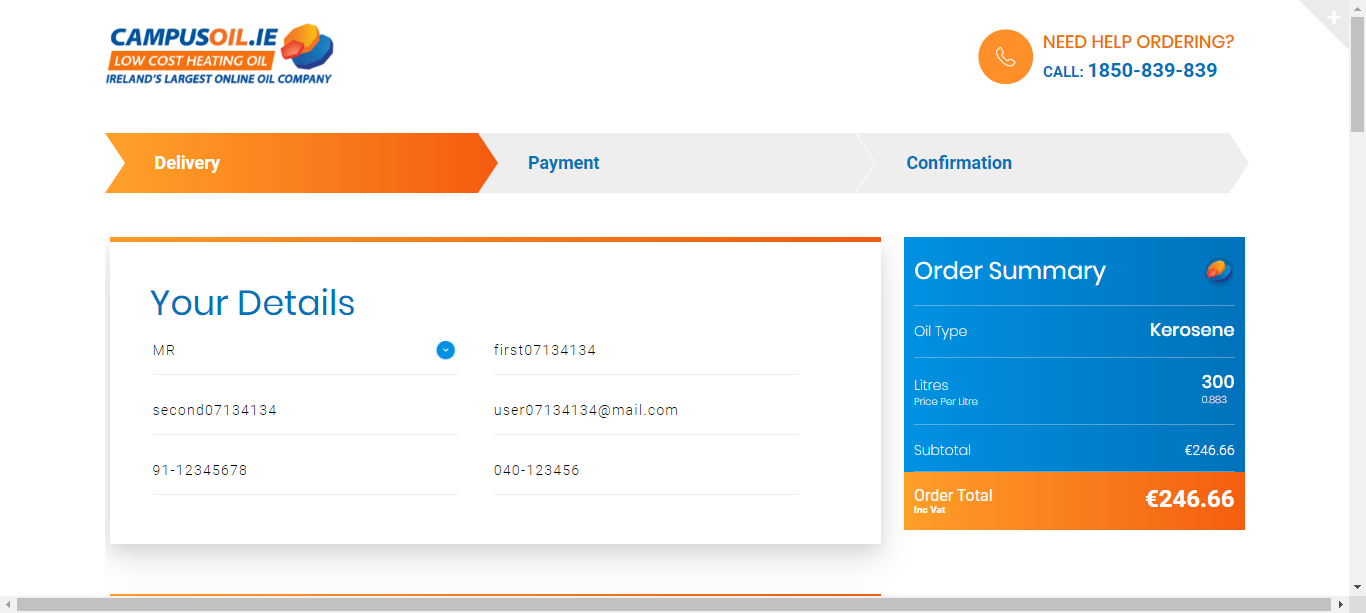 CAMPUSOIL.IE
LOW COST HEATING OIL
IRELAND'S LARGEST ONLINE OIL COMPANY
NEED HELP ORDERING?
CALL: 1850-839-839
Delivery
Payment
Confirmation
Your Details
MR
first07134134
second07134134
user07134134@mail.com
91-12345678
040-123456
Order Summary
Oil Type
Kerosene
Litres
300
Price Per Litre
0.883
Subtotal
€246.66
Order Total
€246.66
Inc Vat